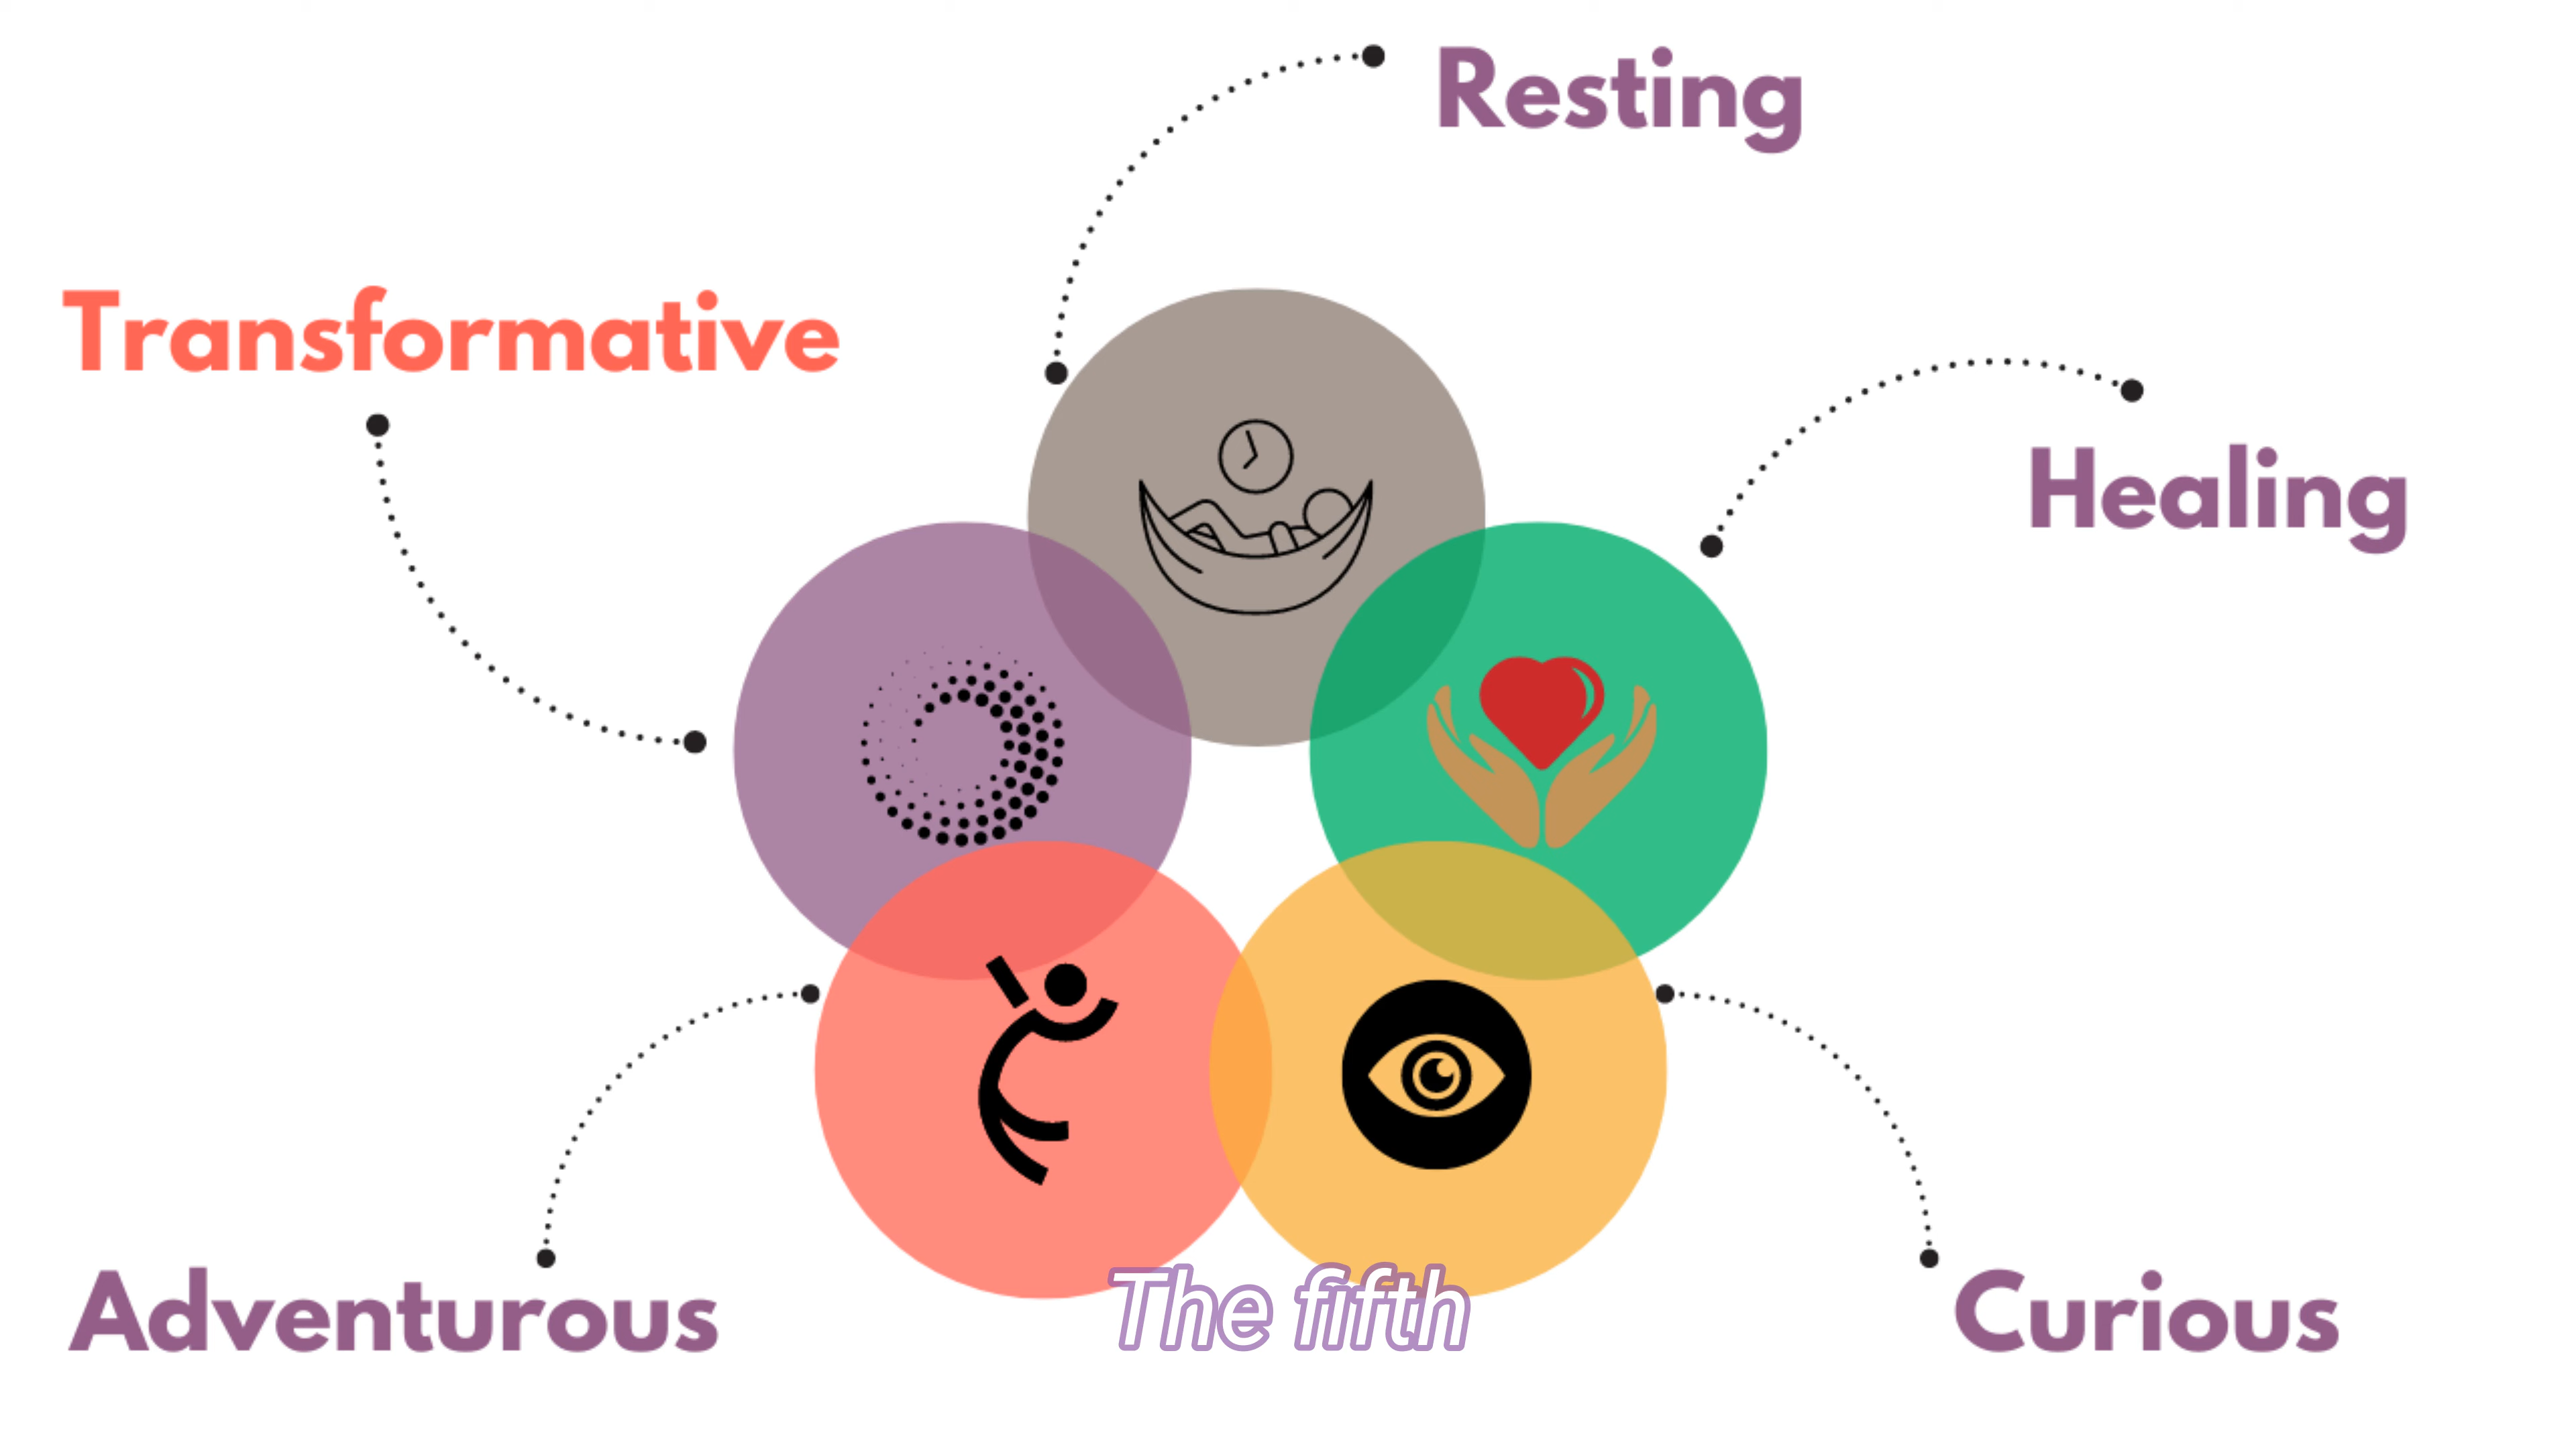 Resting
Transformative
Healing
Adventurous
The fifth
Curious